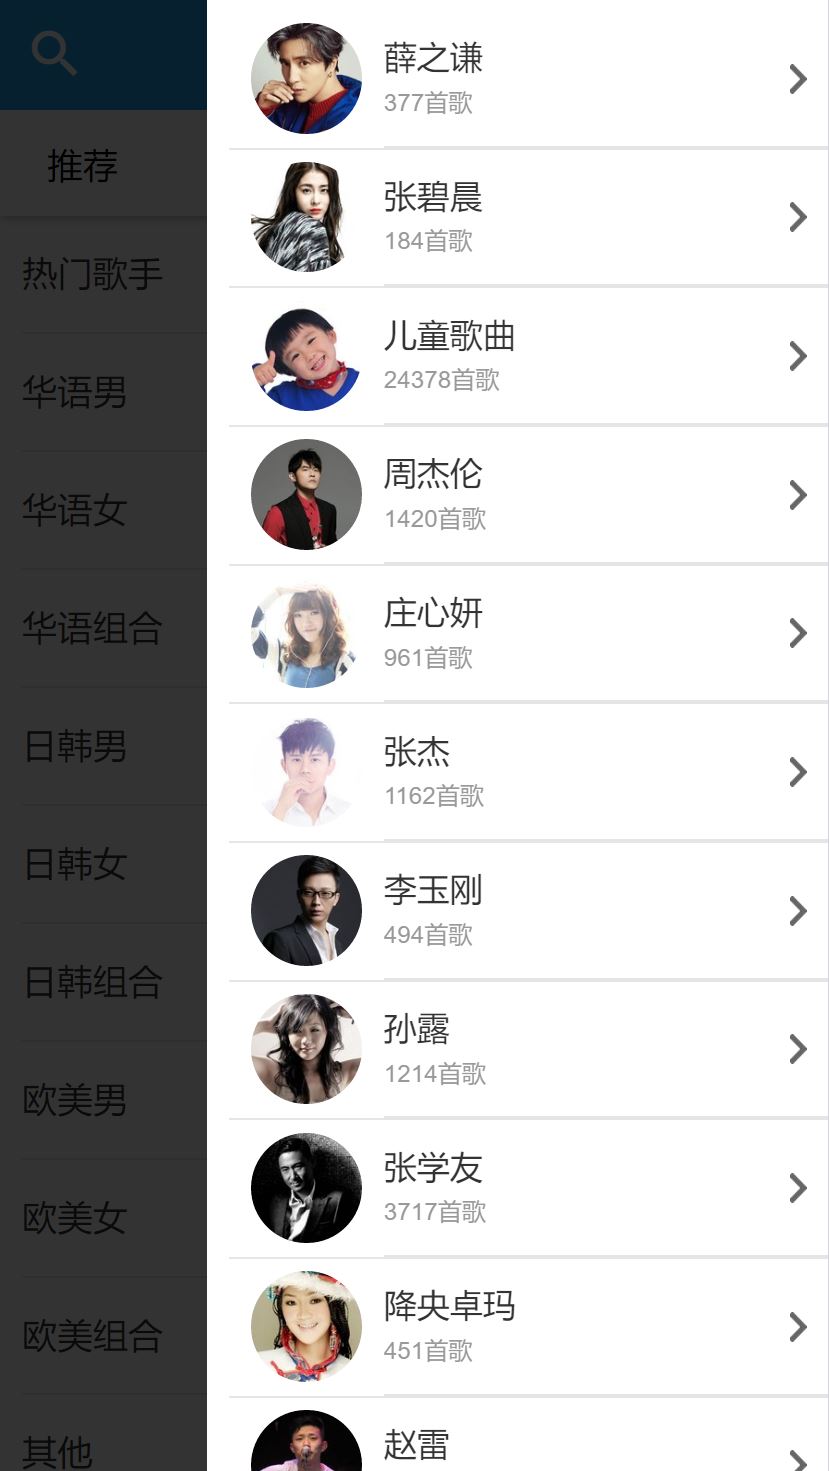 推荐
热门歌手
华语男
华语女
华语组合
日韩男
日韩女
日韩组合
欧美男
欧美女
欧美组合
其他
薛之谦
377首歌
张碧晨
184首歌
儿童歌曲
24378首歌
周杰伦
1420首歌
庄心妍
961首歌
张杰
1162首歌
李玉刚
494首歌
孙露
1214首歌
张学友
3717首歌
降央卓玛
451首歌
赵雷